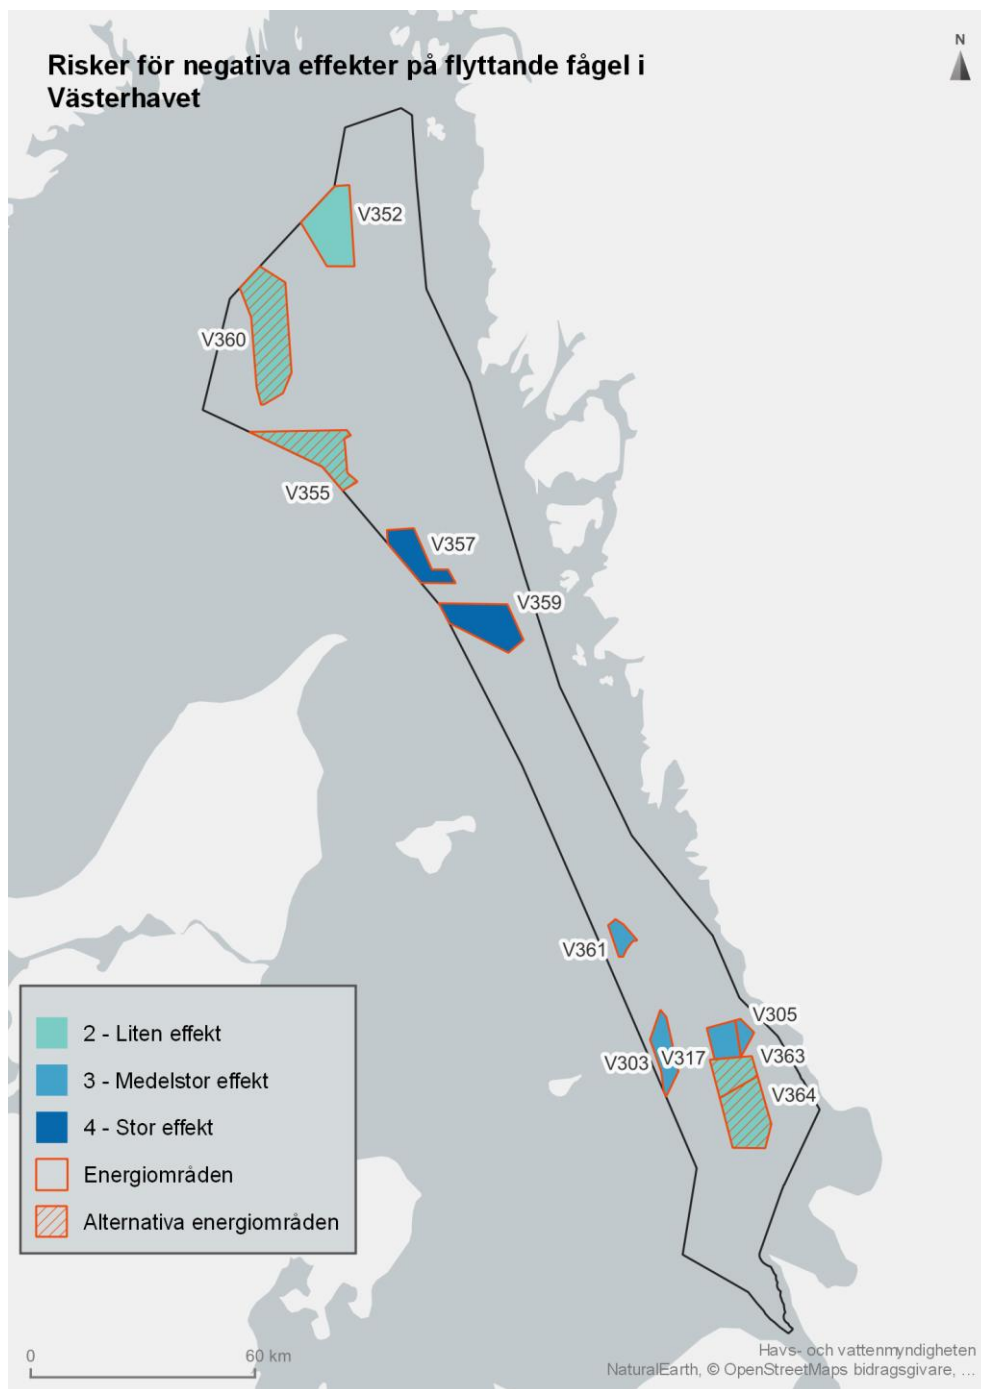 Risker för negativa effekter på flyttande fågel i
Västerhavet
N
V352
V360
V355
V357
V359
V361
V305
V303
V317
V363
V364
2 - Liten effekt
3 - Medelstor effekt
4 - Stor effekt
Energiområden
Alternativa energiområden
0
60 km
Havs- och vattenmyndigheten
NaturalEarth, © OpenStreetMaps bidragsgivare, ...